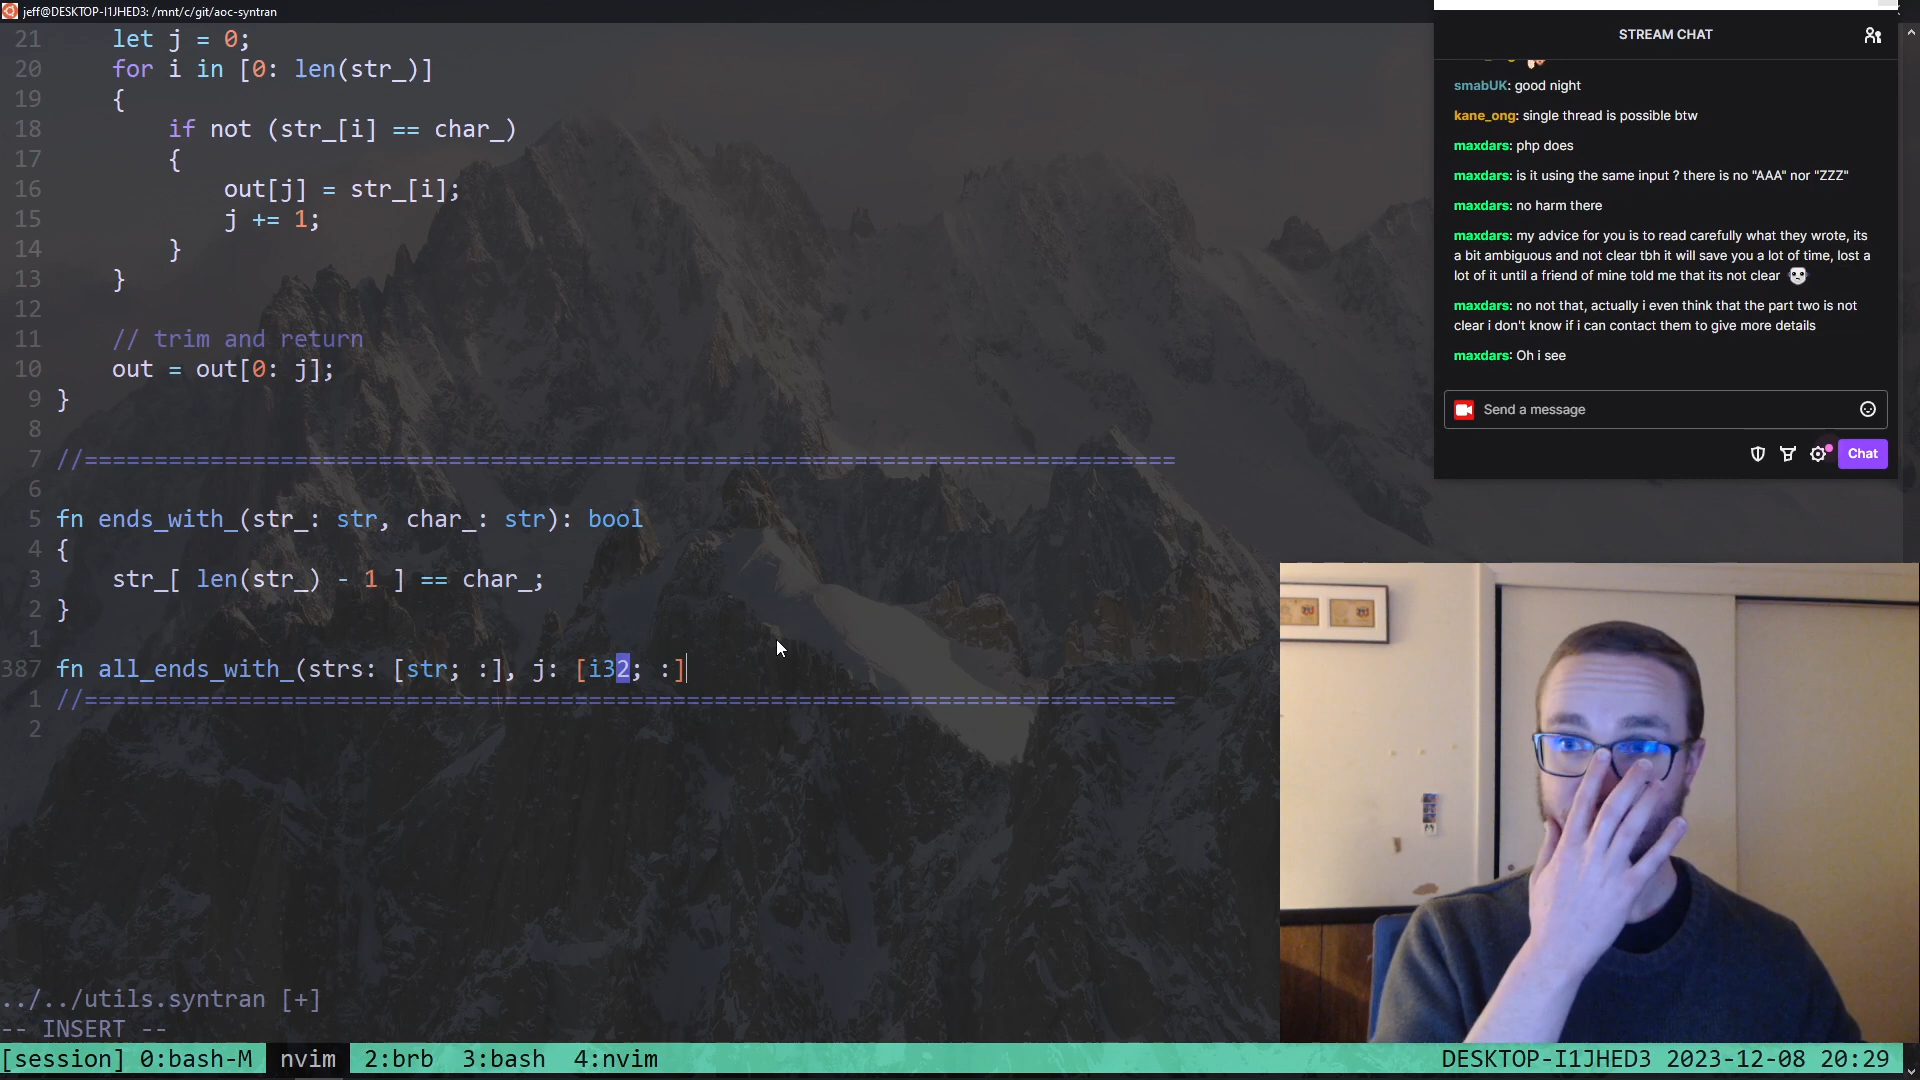 jeff@DESKTOP-I1JHED3: /mnt/c/git/aoc-syntran
21 let j = 0;
20 for i in [0: len(str_)]
19 {
18 if not (str_[i] == char_)
17 {
16 out[j] = str_[i];
15 j += 1;
14 }
13 }
12
11 // trim and return
10 out = out[0: j];
9 }
8
7 //==============================================================================
6
5 fn ends_with_(str_: str, char_: str): bool
4 {
3 str_[ len(str_) - 1 ] == char_;
2 }
1
387 fn all_ends_with_(strs: [str; :], j: [i32; :]
1 //==============================================================================
2
../../utils.syntran [+]
-- INSERT --
[session] 0:bash-M nvim 2:brb 3:bash 4:nvim
DESKTOP-I1JHED3 2023-12-08 20:29
STREAM CHAT
smabUK: good night
kane_ong: single thread is possible btw
maxdars: php does
maxdars: is it using the same input ? there is no "AAA" nor "ZZZ"
maxdars: no harm there
maxdars: my advice for you is to read carefully what they wrote, its
a bit ambiguous and not clear tbh it will save you a lot of time, lost a
lot of it until a friend of mine told me that its not clear
maxdars: no not that, actually i even think that the part two is not
clear i don't know if i can contact them to give more details
maxdars: Oh i see
Send a message
Chat